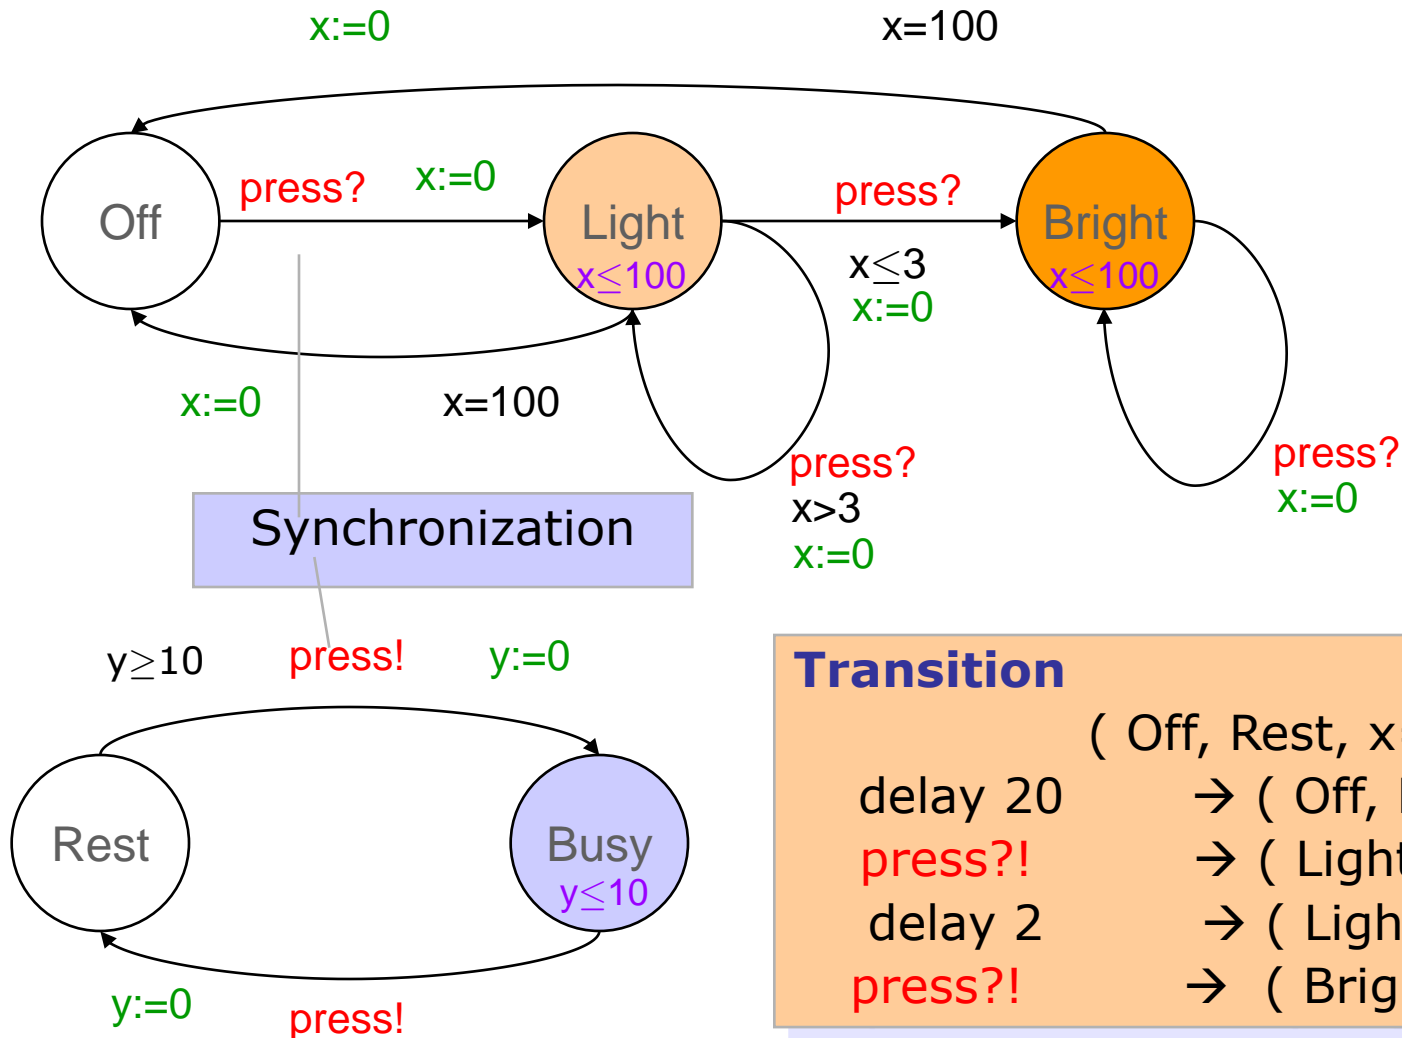 x:=0 x=100
press? x:=0 press?
Off Light Bright
x≤100 x≤3 x≤100
x:=0
x:=0 x=100
press? press?
x>3 x:=0
x:=0
Synchronization
y≥10 press! y:=0
Rest Busy
y≤10
y:=0 press!
Transition
( Off, Rest, x
delay 20 → ( Off,
press?! → ( Light
delay 2 → ( Ligh
press?! → ( Brig